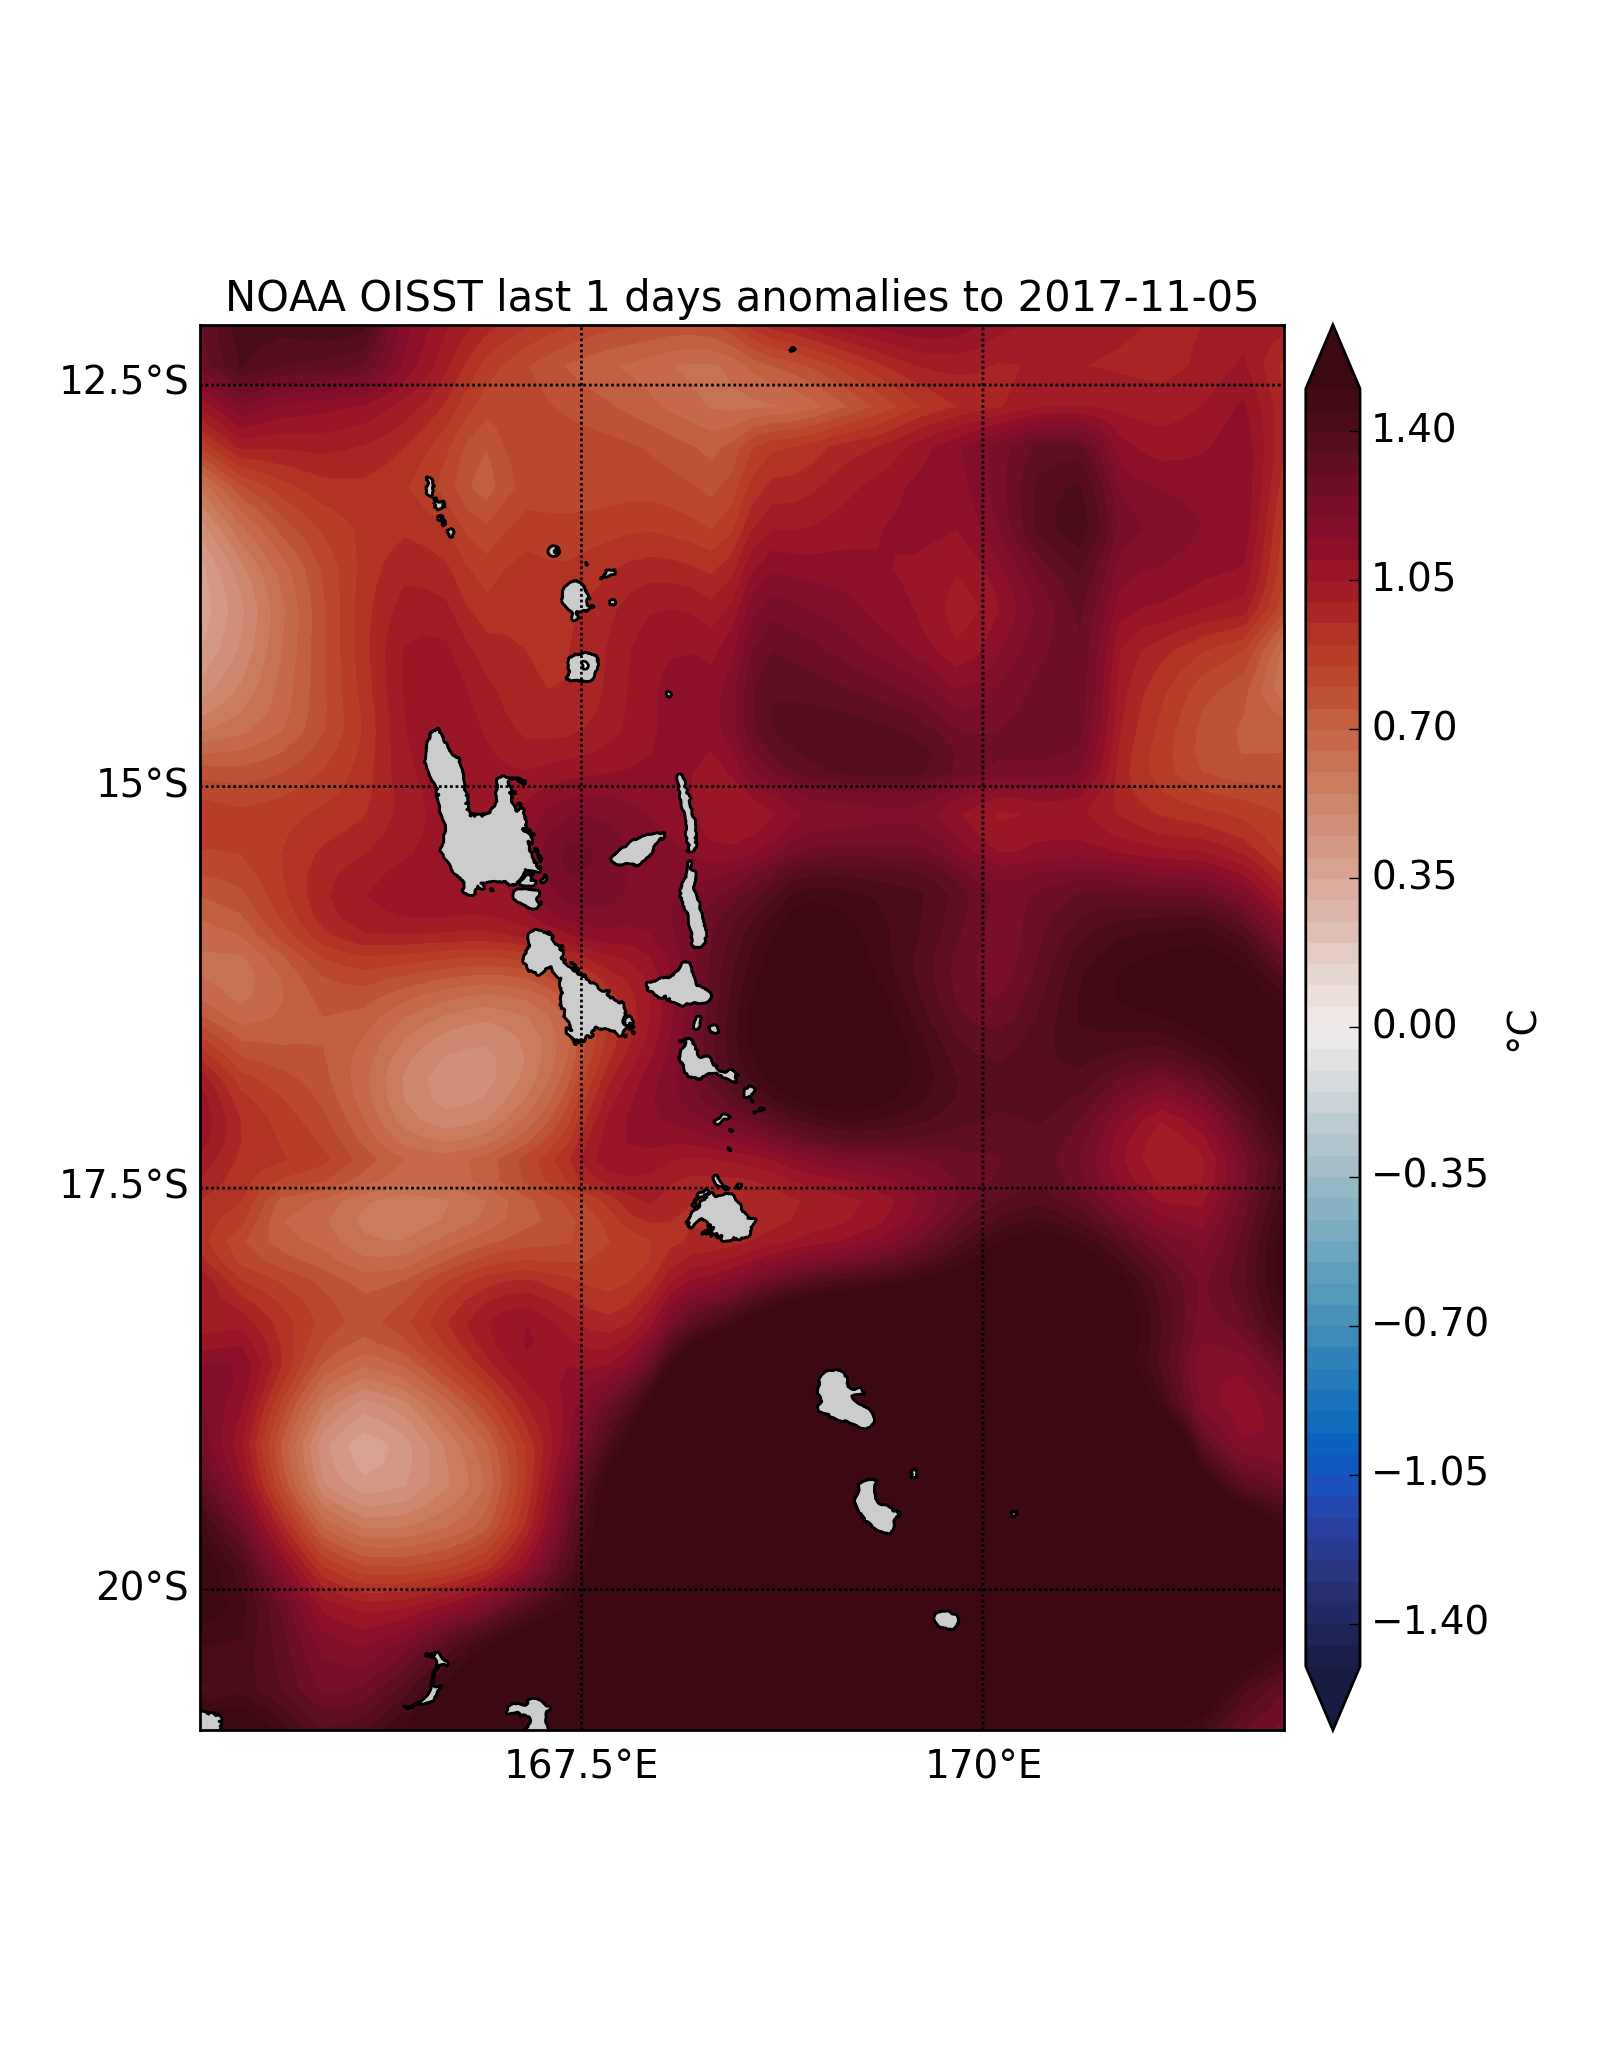 NOAA OISST last 1 days anomalies to 2017-11-05
12.5°S
15°S
17.5°S
20°S
167.5°E
170°E
1.40
1.05
0.70
0.35
0.00
−0.35
−0.70
−1.05
−1.40
°C